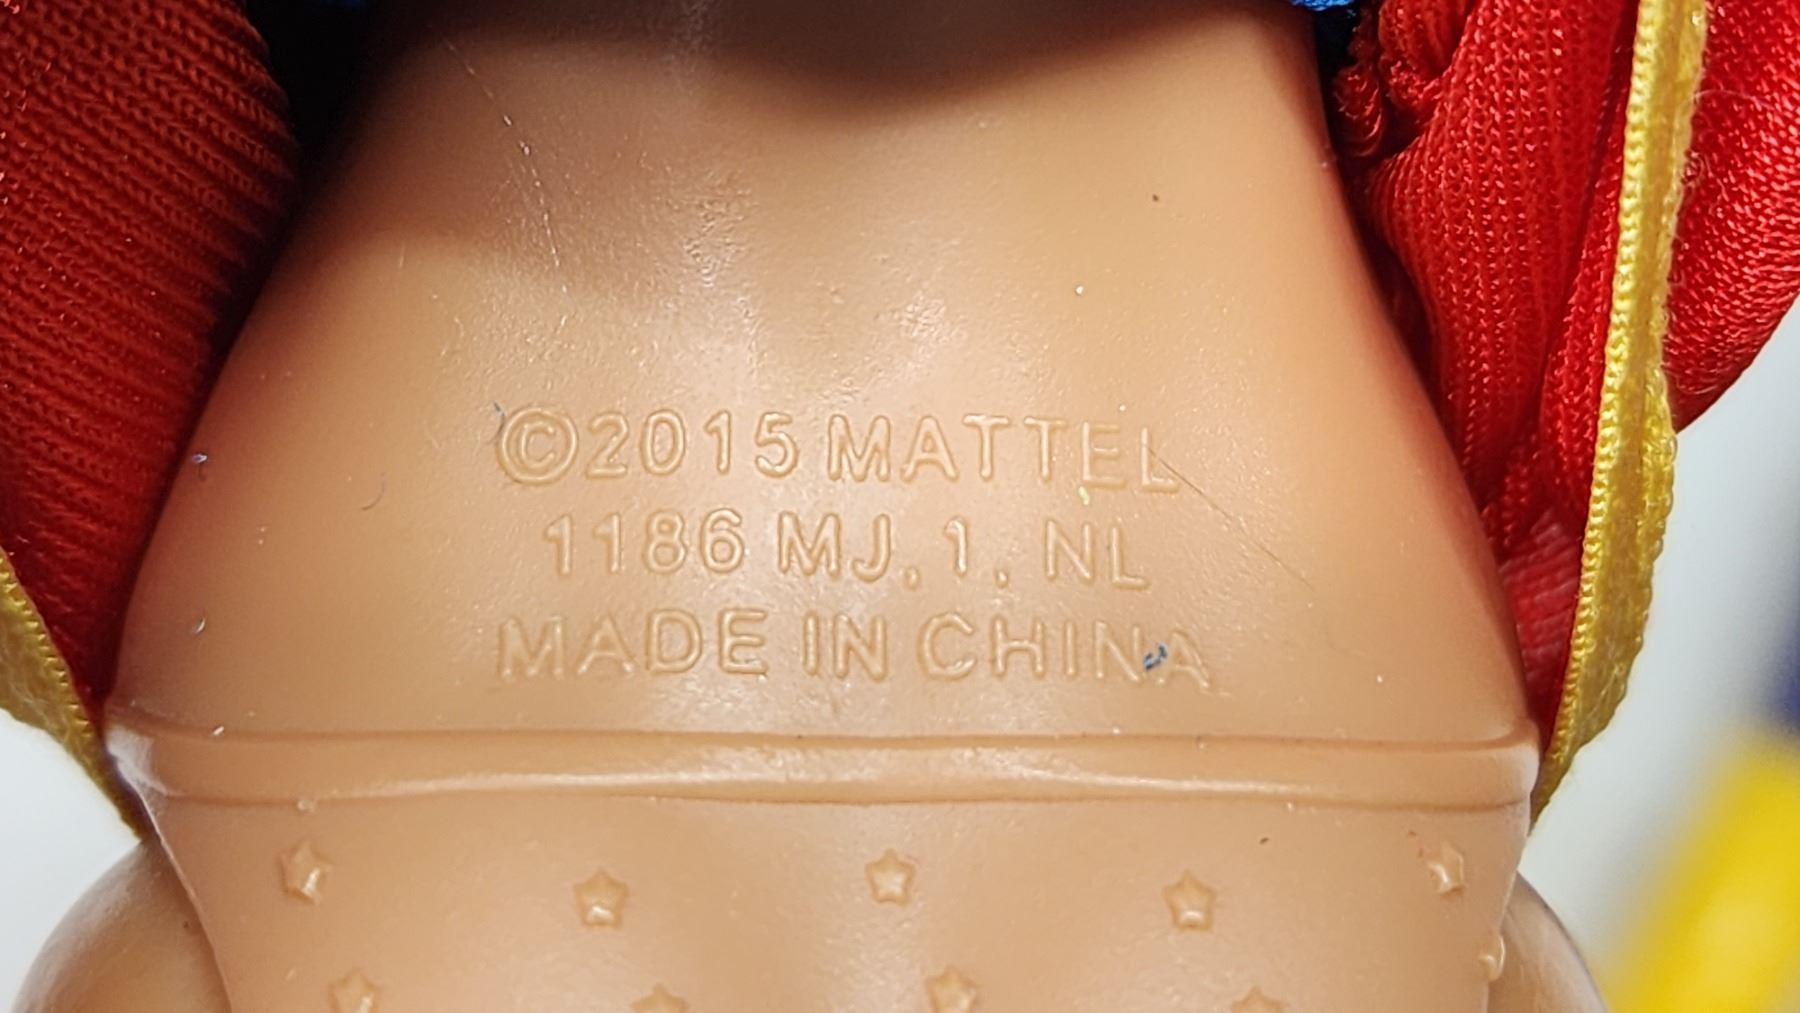 ©2015 MATTEL
1186 MJ, 1, NL
MADE IN CHINA